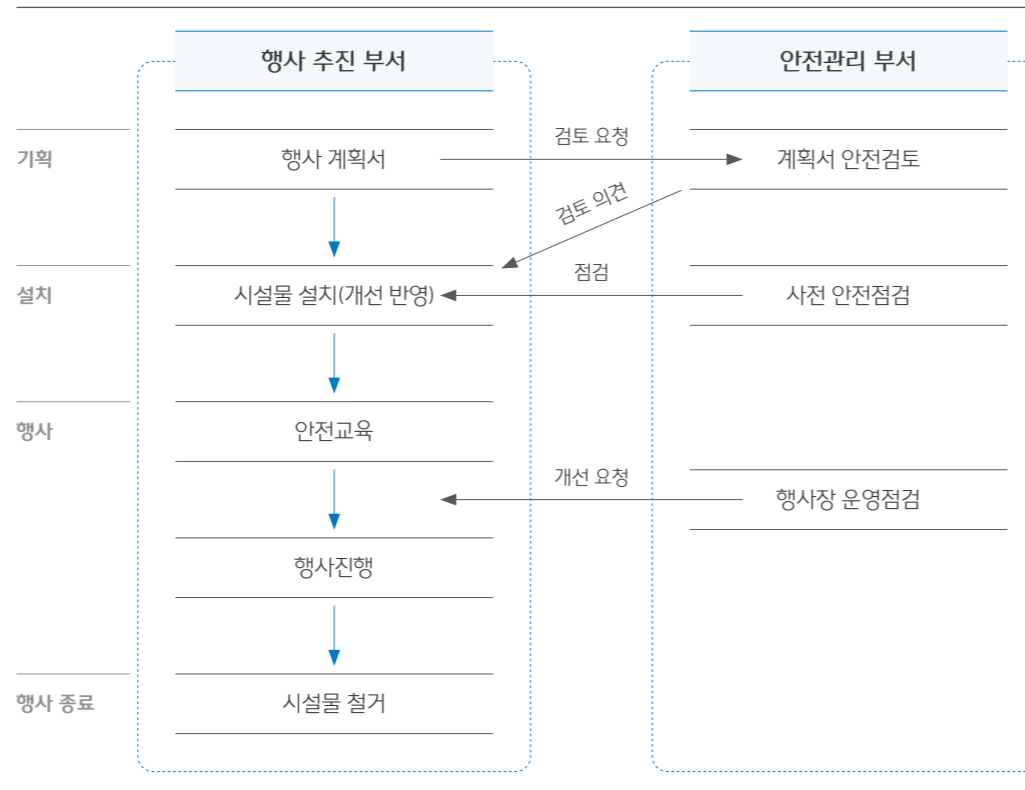 행사 추진 부서
안전관리 부서
기획
행사 계획서
검토 요청
계획서 안전검토
검토 의견
설치
시설물 설치(개선 반영)
점검
사전 안전점검
행사
안전교육
개선 요청
행사장 운영점검
행사진행
행사 종료
시설물 철거